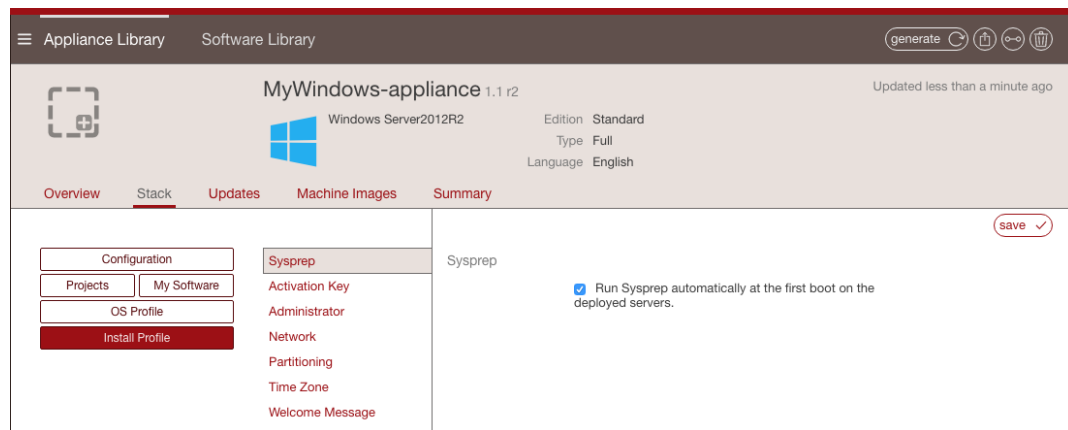 Appliance Library Software Library generate
MyWindows-appliance 1.1 r2 Updated less than a minute ago
Windows Server2012R2 Edition Standard
Type Full
Language English
Overview Stack Updates Machine Images Summary
save
Configuration
Projects My Software
OS Profile
Install Profile
Sysprep
Activation Key
Administrator
Network
Partitioning
Time Zone
Welcome Message
Sysprep
Run Sysprep automatically at the first boot on the
deployed servers.